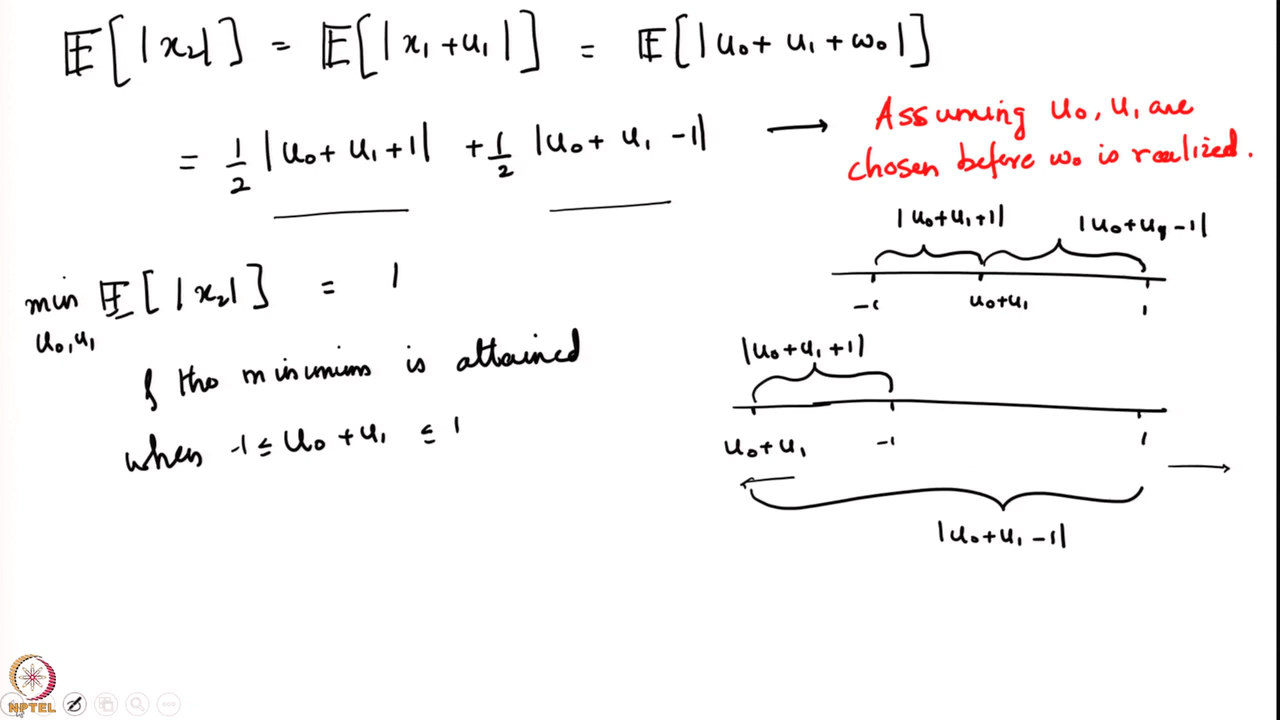 𝔼[|x₂|] = 𝔼[|x₁ + u₁|] = 𝔼[|u₀ + u₁ + w₀|]
= 1/2 |u₀ + u₁ + 1| + 1/2 |u₀ + u₁ - 1| ⟶ Assuming u₀, u₁ are
chosen before w₀ is realized.
|u₀+u₁+1| |u₀+u₁-1|
-1 u₀+u₁ 1
min 𝔼[|x₂|] = 1
u₀,u₁
& the minimum is attained
when -1 ≤ u₀ + u₁ ≤ 1
|u₀+u₁+1|
u₀+u₁ -1 1
|u₀+u₁-1|
NPTEL